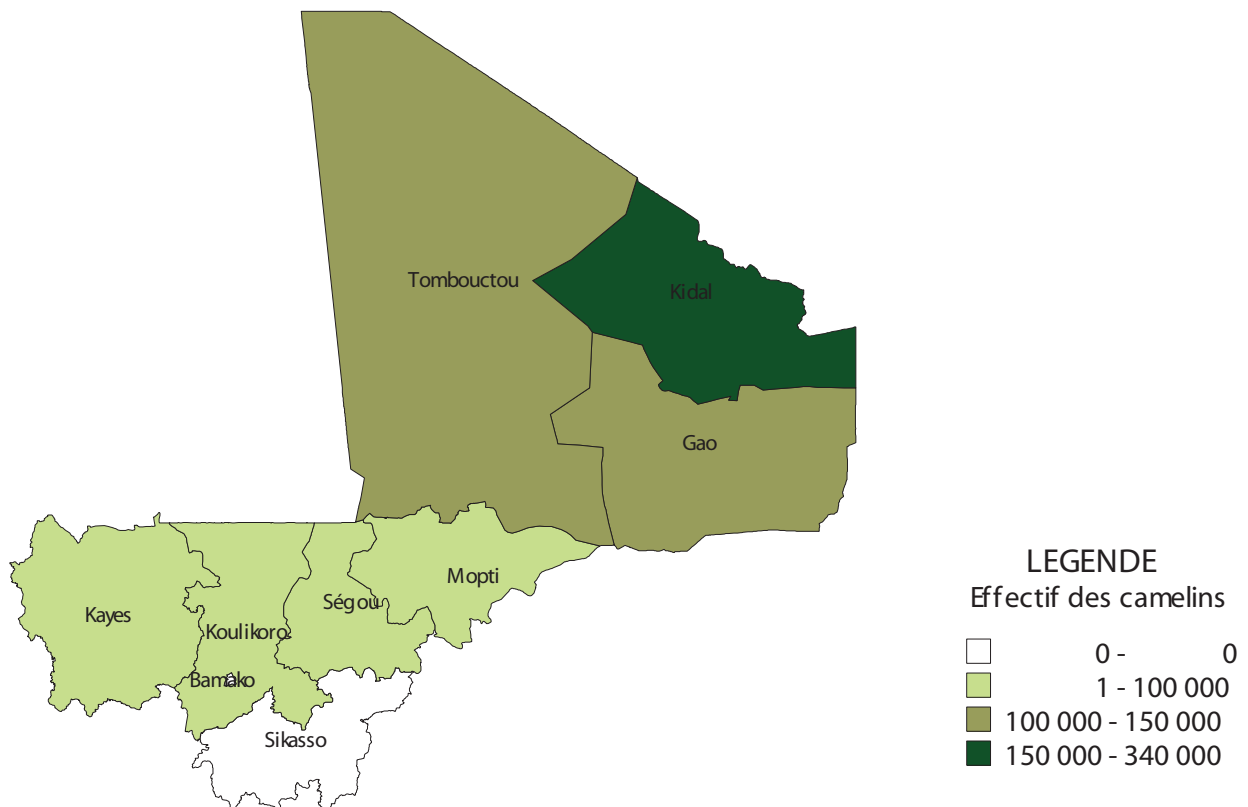 Tombouctou
Kidal
Gao
Mopti
Ségou
Kayes
Koulikoro
Bamako
Sikasso
LEGENDE
Effectif des camelins
0 - 0
1 - 100 000
100 000 - 150 000
150 000 - 340 000